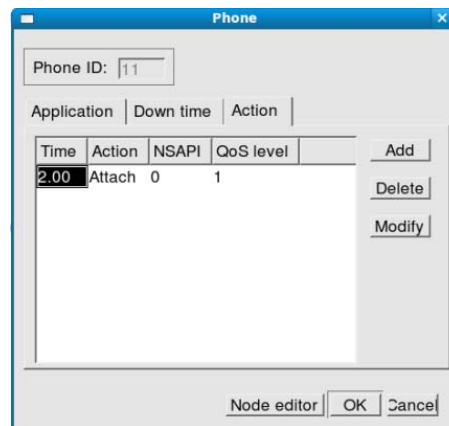 Phone
Phone ID: 11
Application Down time Action
Time Action NSAPI QoS level
Add
2.00 Attach 0 1
Delete
Modify
Node editor OK Cancel